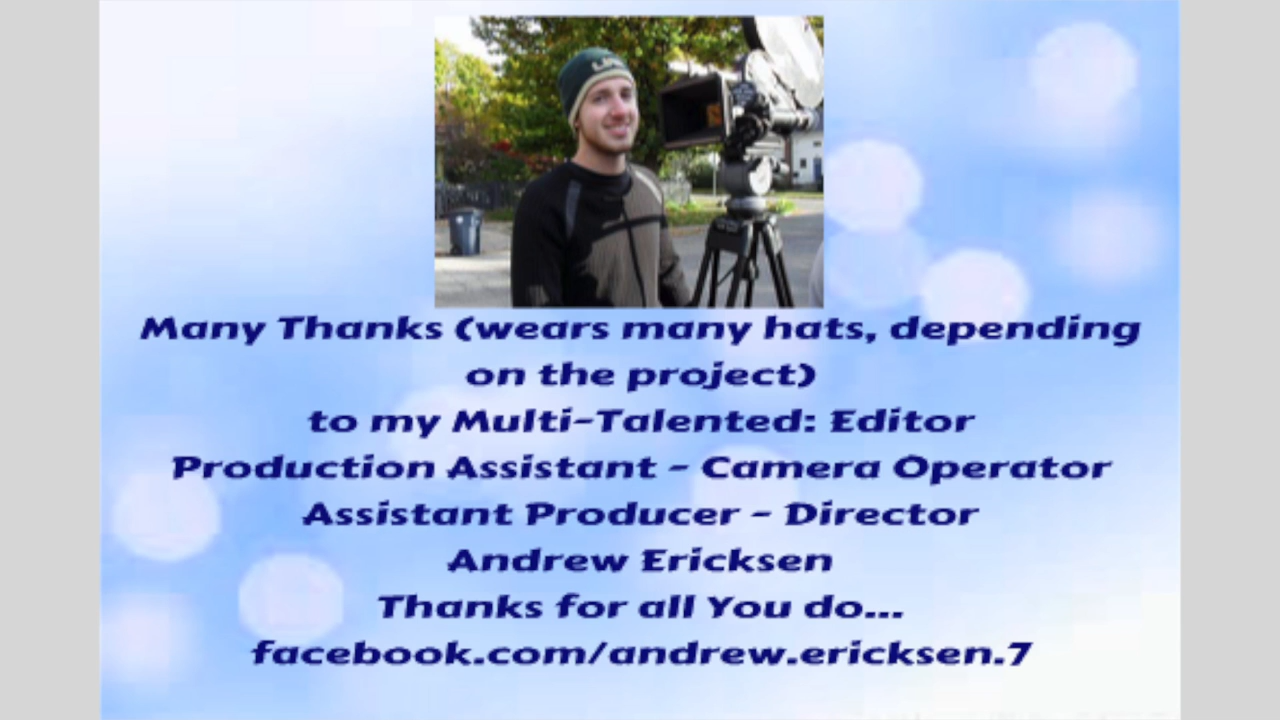 Many Thanks (wears many hats, depending
on the project)
to my Multi-Talented: Editor
Production Assistant - Camera Operator
Assistant Producer - Director
Andrew Ericksen
Thanks for all You do...
facebook.com/andrew.ericksen.7